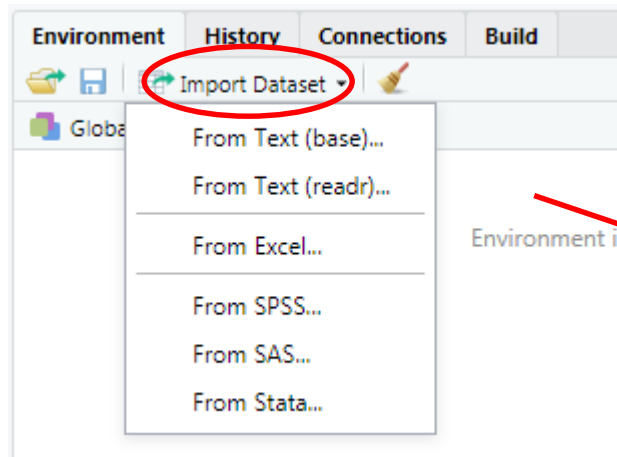 Environment History Connections Build
Import Dataset
Globa
From Text (base)...
From Text (readr)...
Environment i
From Excel...
From SPSS...
From SAS...
From Stata...